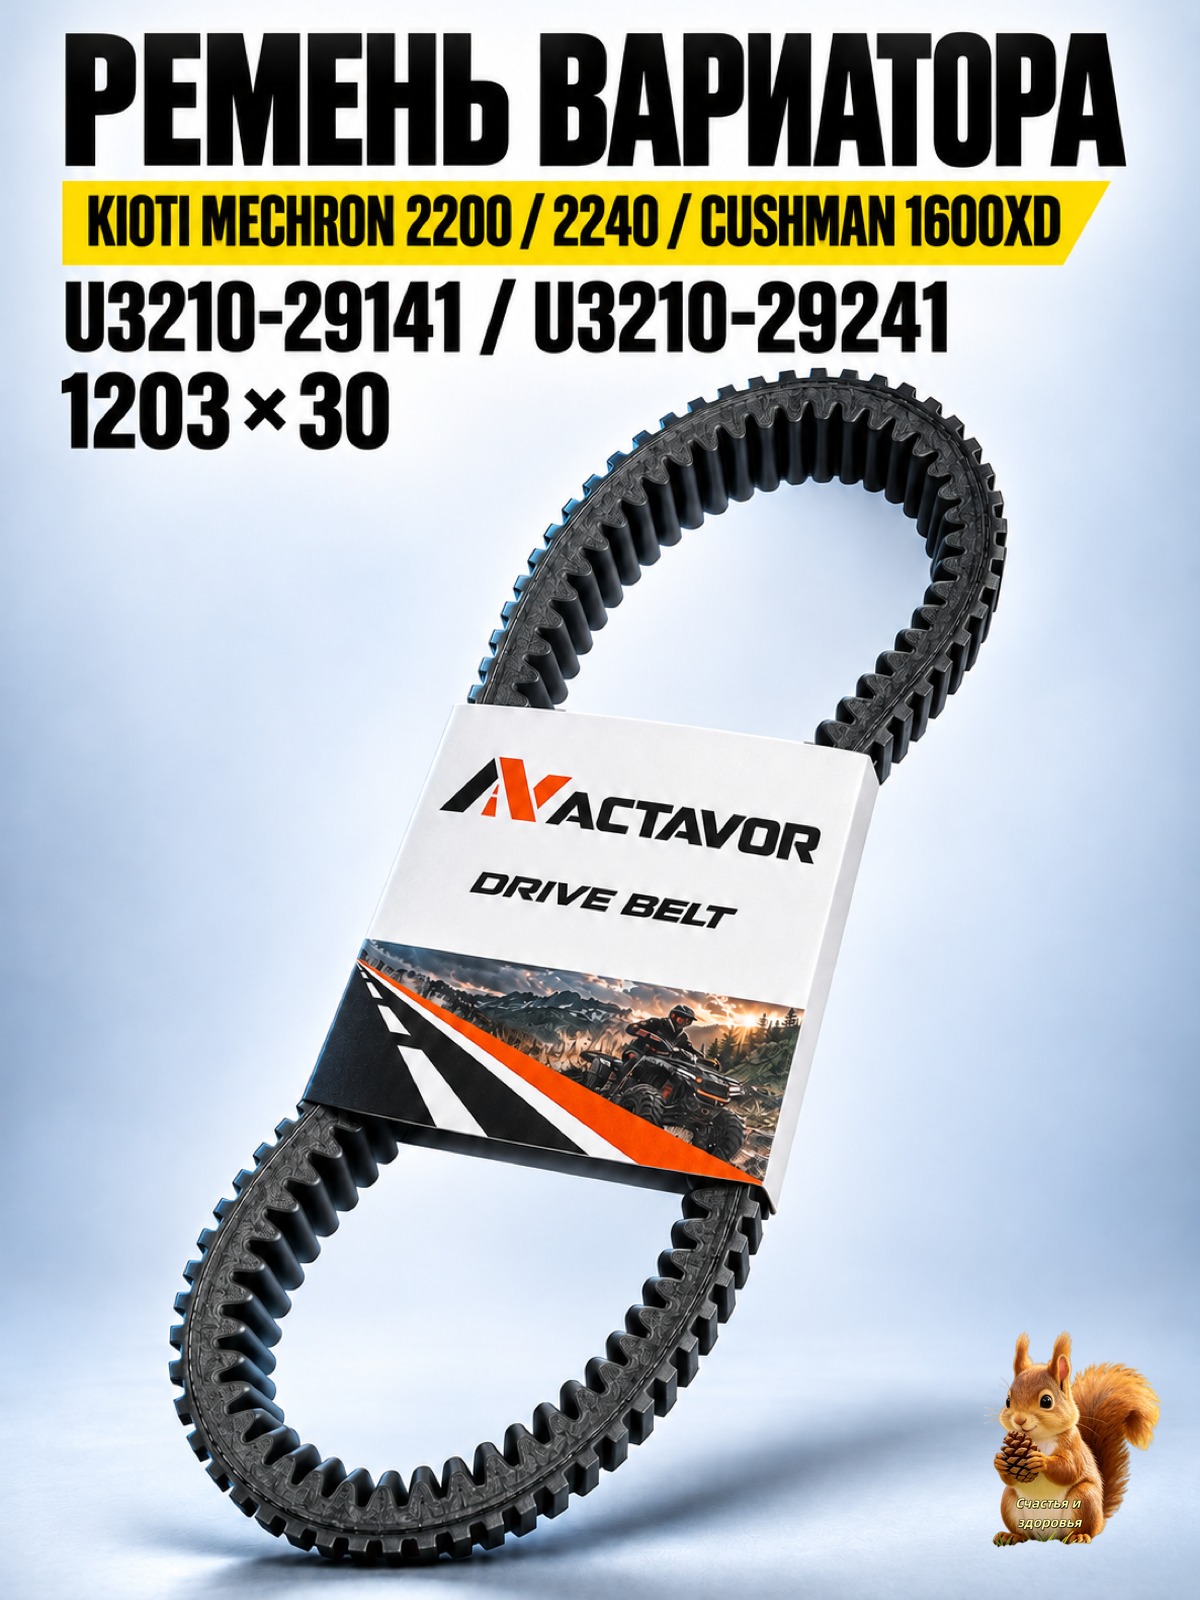 РЕМЕНЬ ВАРИАТОРА
KIOTI MECHRON 2200 / 2240 / CUSHMAN 1600XD
U3210-29141 / U3210-29241
1203 × 30
ACTAVOR
DRIVE BELT
Счастья и
здоровья